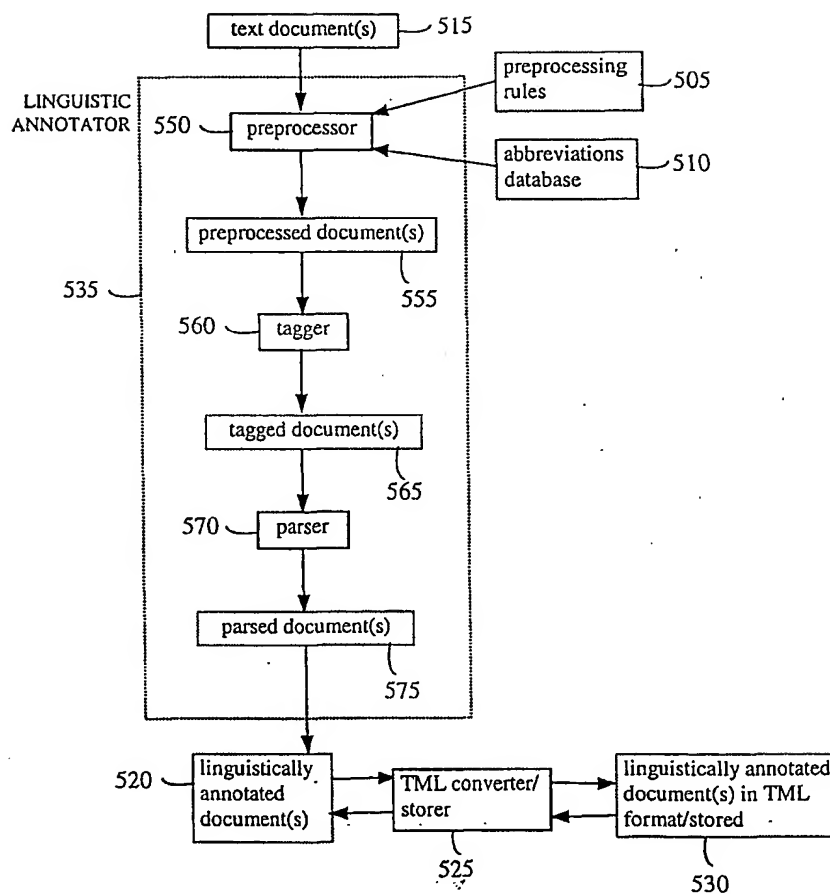 text document(s)
515
preprocessing
rules
505
LINGUISTIC
ANNOTATOR
550
preprocessor
abbreviations
database
510
preprocessed document(s)
555
535
560
tagger
tagged document(s)
565
570
parser
parsed document(s)
575
520
linguistically
annotated
document(s)
TML converter/
storer
525
linguistically annotated
document(s) in TML
format/stored
530